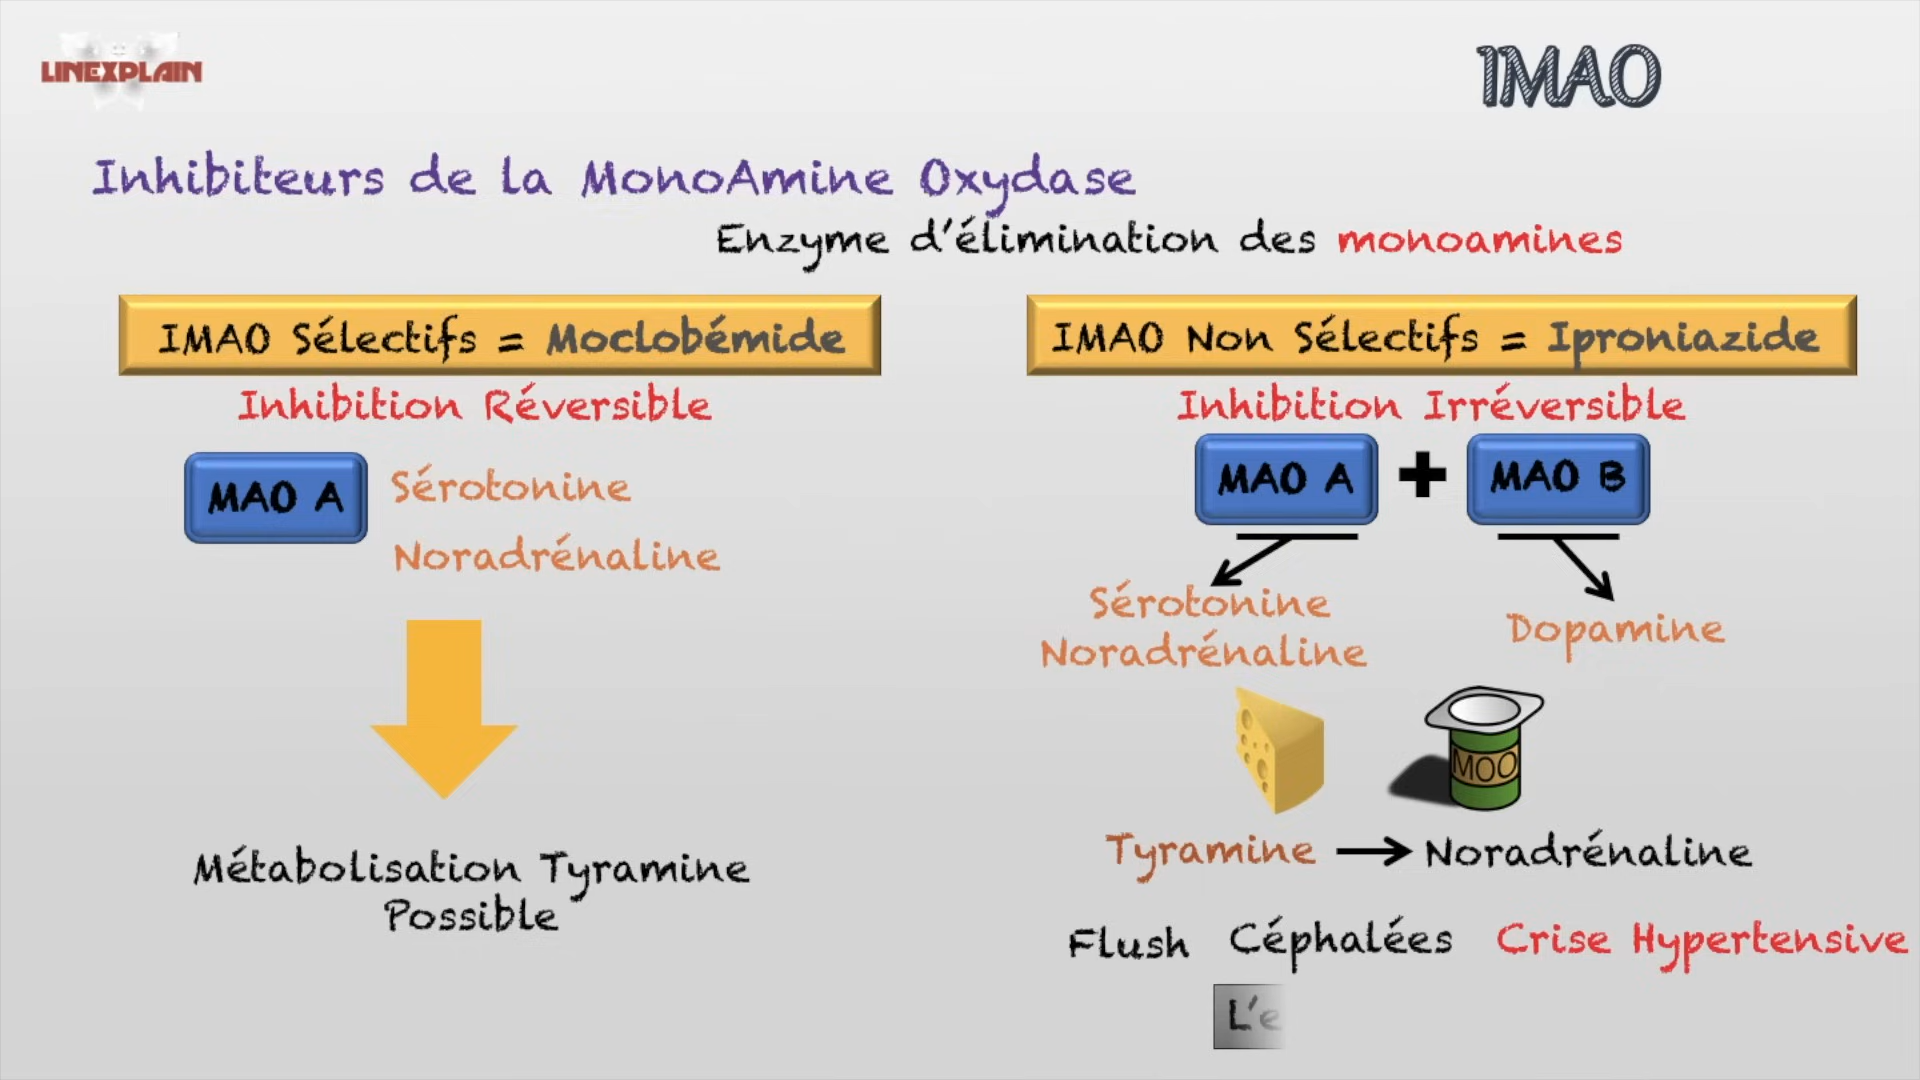 LINEXPLAIN
IMAO
Inhibiteurs de la MonoAmine Oxydase
Enzyme d'élimination des monoamines
IMAO Sélectifs = Moclobémide
Inhibition Réversible
MAO A
Sérotonine
Noradrénaline
Métabolisation Tyramine
Possible
IMAO Non Sélectifs = Iproniazide
Inhibition Irréversible
MAO A + MAO B
Sérotonine
Noradrénaline
Dopamine
MOO
Tyramine → Noradrénaline
Flush Céphalées Crise Hypertensive
L'e